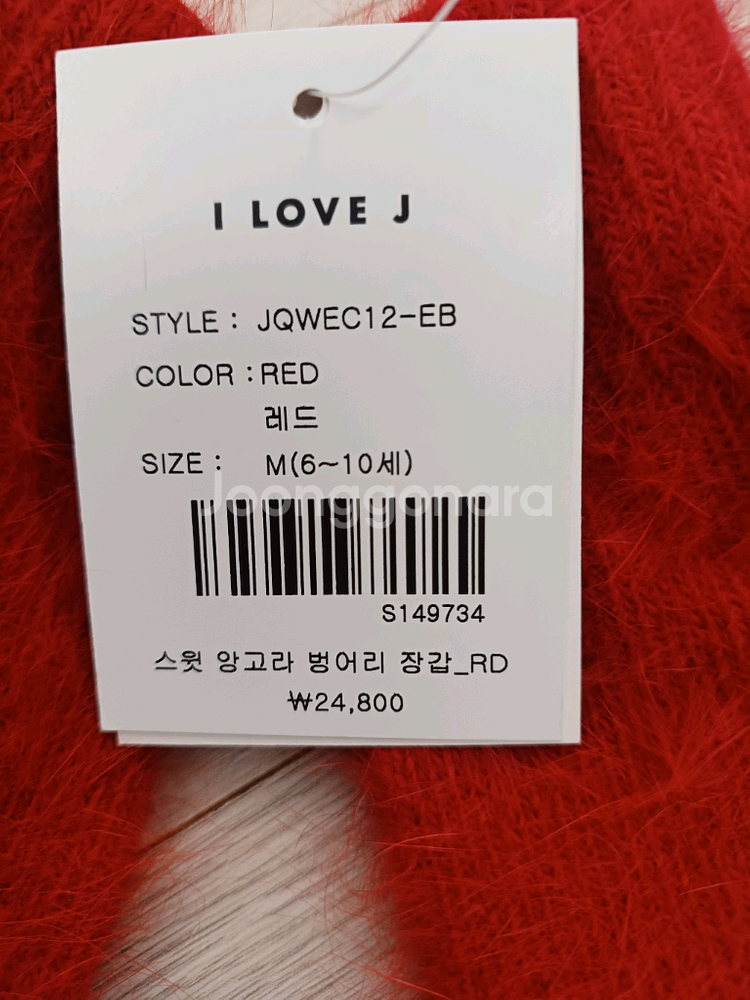 I LOVE J
STYLE : JQWEC12-EB
COLOR : RED
레드
SIZE : M(6~10세)
Joonggonara
S149734
스윗 앙고라 벙어리 장갑_RD
₩24,800